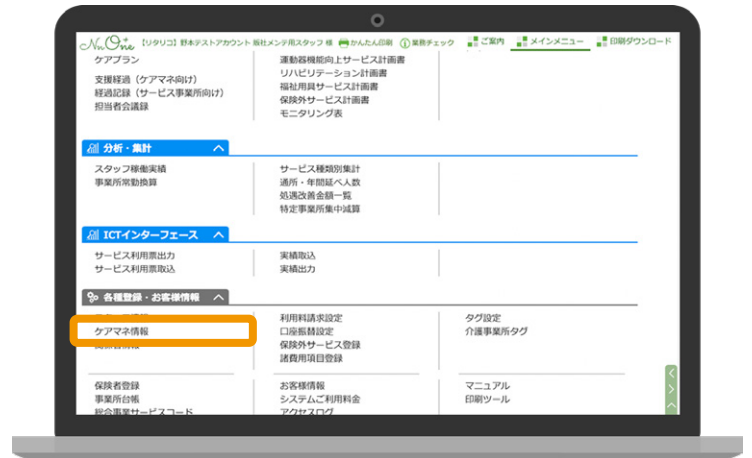 NuOne 【リタリコ】野本テストアカウント 販社メンテ用スタッフ 様 かんたん印刷 業務チェック ご案内 メインメニュー 印刷ダウンロード
ケアプラン
支援経過（ケアマネ向け）
経過記録（サービス事業所向け）
担当者会議録
運動器機能向上サービス計画書
リハビリテーション計画書
福祉用具サービス計画書
保険外サービス計画書
モニタリング表
分析・集計
スタッフ稼働実績
事業所常勤換算
サービス種類別集計
通所・年間延べ人数
処遇改善金額一覧
特定事業所集中減算
ICTインターフェース
サービス利用票出力
サービス利用票取込
実績取込
実績出力
各種登録・お客様情報
ケアマネ情報
利用料請求設定
口座振替設定
保険外サービス登録
諸費用項目登録
タグ設定
介護事業所タグ
保険者登録
事業所台帳
総合事業サービスコード
お客様情報
システムご利用料金
アクセスログ
マニュアル
印刷ツール